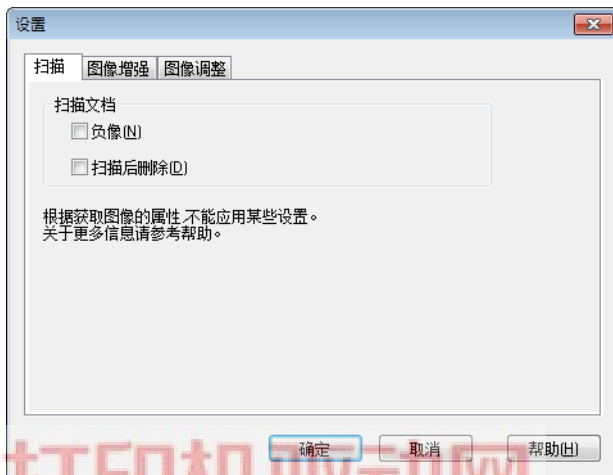 设置
扫描 图像增强 图像调整
扫描文档
负像(N)
扫描后删除(D)
根据获取图像的属性,不能应用某些设置。
关于更多信息请参考帮助。
确定 取消 帮助(H)